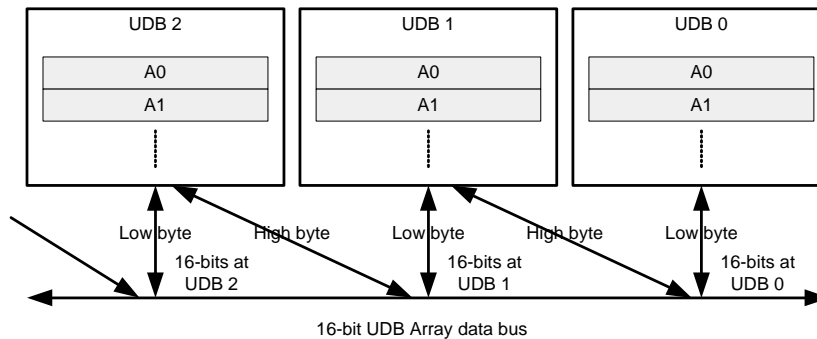 UDB 2
UDB 1
UDB 0
A0
A0
A0
A1
A1
A1
Low byte
High byte
Low byte
High byte
Low byte
16-bits at
UDB 2
16-bits at
UDB 1
16-bits at
UDB 0
16-bit UDB Array data bus